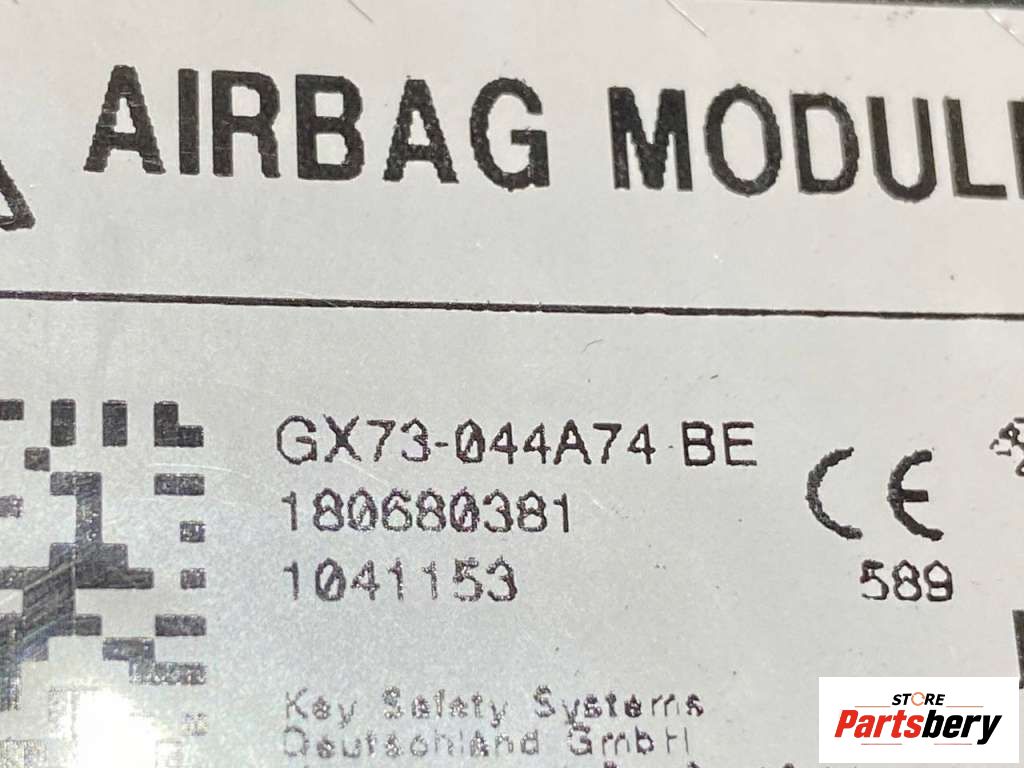 AIRBAG MODUL
GX73-044A74 BE
180680381
1041153
CE
589
Key Safety Systems
Deutschland GmbH
STORE
Partsbery